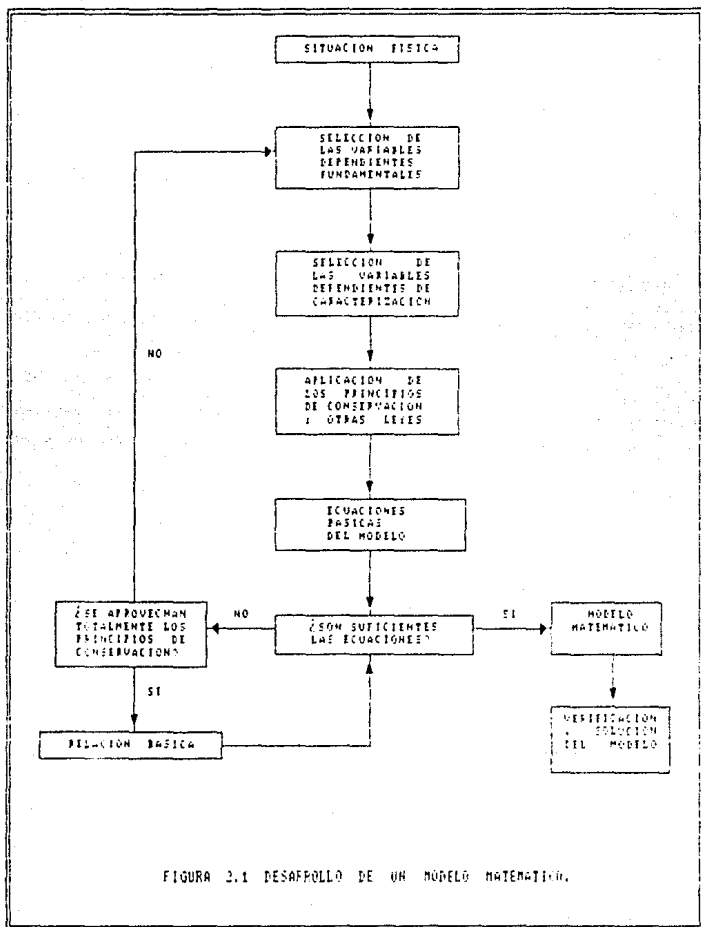 SITUACION FISICA
SELECCION DE
LAS VARIABLES
DEPENDIENTES
FUNDAMENTALES
SELECCION DE
LAS VARIABLES
DEPENDIENTES DE
CARACTERIZACION
APLICACION DE
LOS PRINCIPIOS
DE CONSERVACION
Y OTRAS LEYES
NO
ECUACIONES
BASICAS
DEL MODELO
¿SE APROVECHAN
TOTALMENTE LOS
PRINCIPIOS DE
CONSERVACION?
NO
¿SON SUFICIENTES
LAS ECUACIONES?
SI
MODELO
MATEMATICO
SI
RELACION BASICA
VERIFICACION
Y SOLUCION
DEL MODELO
FIGURA 2.1 DESARROLLO DE UN MODELO MATEMATICO.